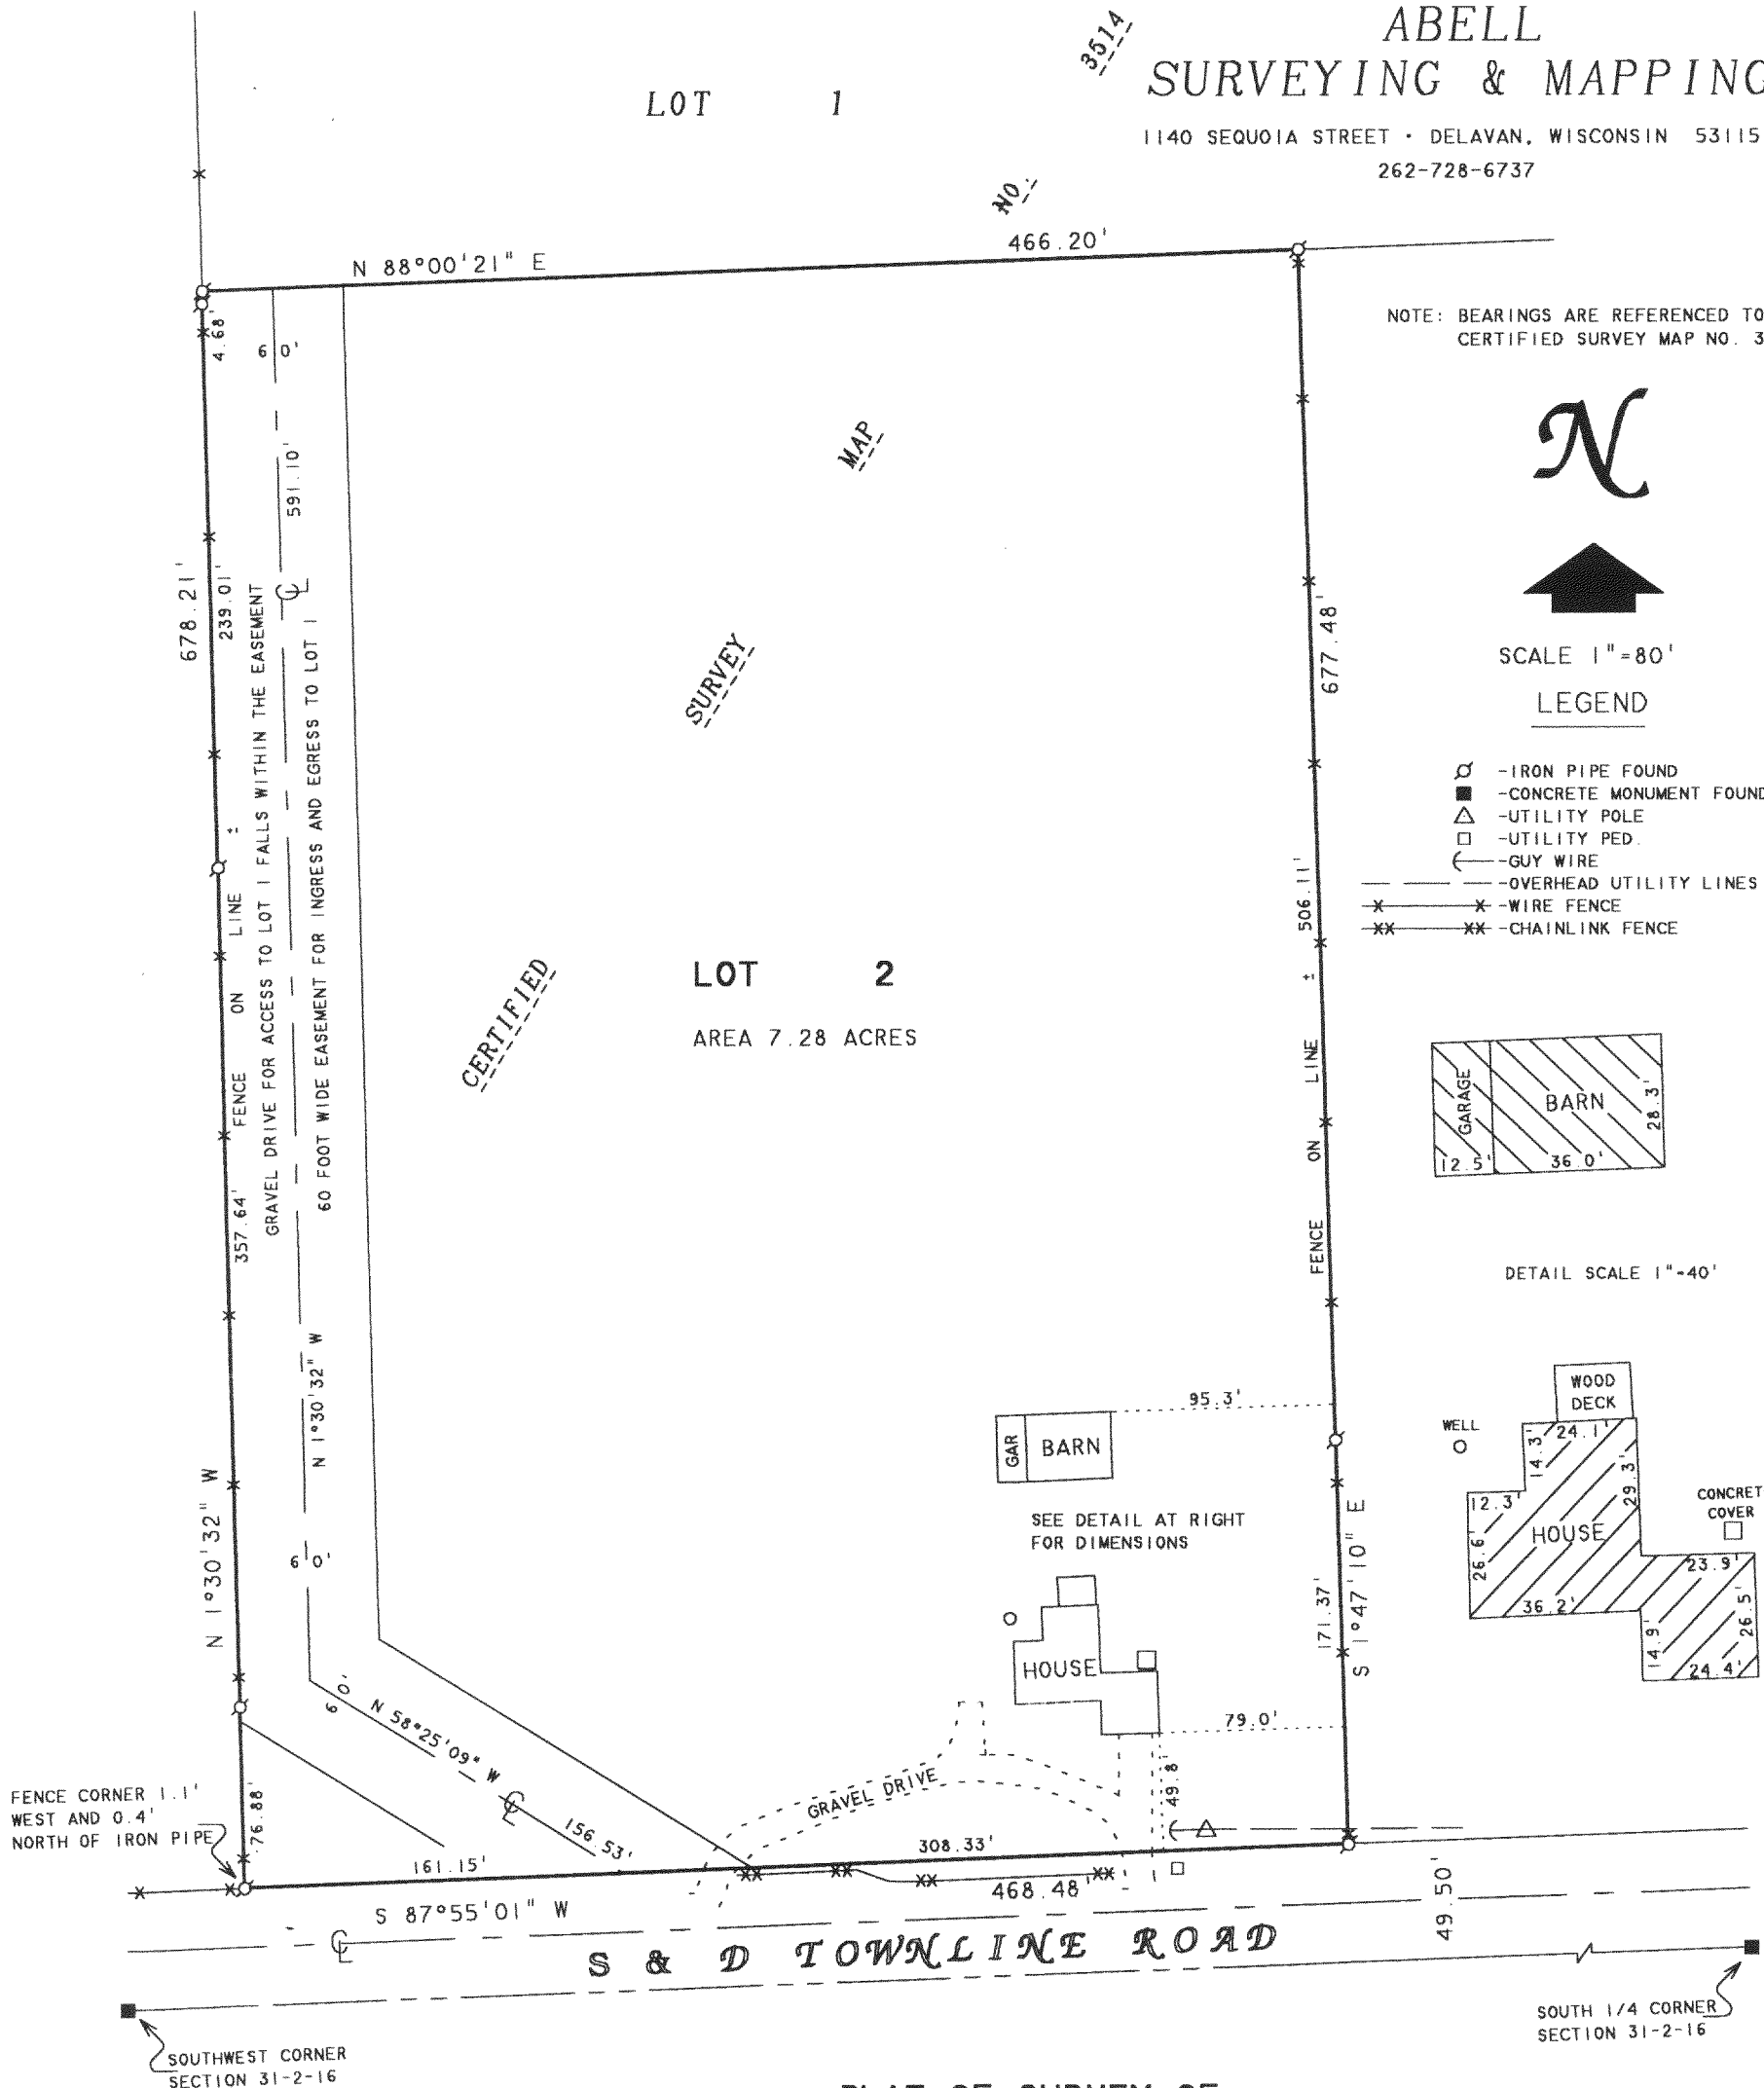 ABELL
SURVEYING & MAPPING
1140 SEQUOIA STREET · DELAVAN, WISCONSIN 53115
262-728-6737
LOT 1
3514
NO.
MAP
SURVEY
CERTIFIED
N 88°00'21" E
466.20'
NOTE: BEARINGS ARE REFERENCED TO
CERTIFIED SURVEY MAP NO. 3
N
SCALE 1"=80'
LEGEND
-IRON PIPE FOUND
-CONCRETE MONUMENT FOUND
-UTILITY POLE
-UTILITY PED.
-GUY WIRE
-OVERHEAD UTILITY LINES
-WIRE FENCE
-CHAINLINK FENCE
4.68'
60'
591.10'
678.21'
239.01'
GRAVEL DRIVE FOR ACCESS TO LOT 1 FALLS WITHIN THE EASEMENT
60 FOOT WIDE EASEMENT FOR INGRESS AND EGRESS TO LOT 1
FENCE ON LINE ±
357.64'
N 1°30'32" W
N 1°30'32" W
60'
677.48'
506.11'
FENCE ON LINE ±
LOT 2
AREA 7.28 ACRES
GARAGE
BARN
28.3'
12.5'
36.0'
DETAIL SCALE 1"=40'
95.3'
GAR
BARN
SEE DETAIL AT RIGHT
FOR DIMENSIONS
HOUSE
171.37'
S 1°47'10" E
79.0'
49.8'
WOOD
DECK
WELL
24.1'
14.3'
12.3'
29.3'
CONCRET
COVER
HOUSE
26.6'
23.9'
36.2'
14.9'
26.5'
24.4'
60'
N 58°25'09" W
156.53'
FENCE CORNER 1.1'
WEST AND 0.4'
NORTH OF IRON PIPE
76.88'
161.15'
GRAVEL DRIVE
308.33'
468.48'
S 87°55'01" W
49.50'
S & D TOWNLINE ROAD
SOUTHWEST CORNER
SECTION 31-2-16
SOUTH 1/4 CORNER
SECTION 31-2-16
PLAT OF SURVEY OF